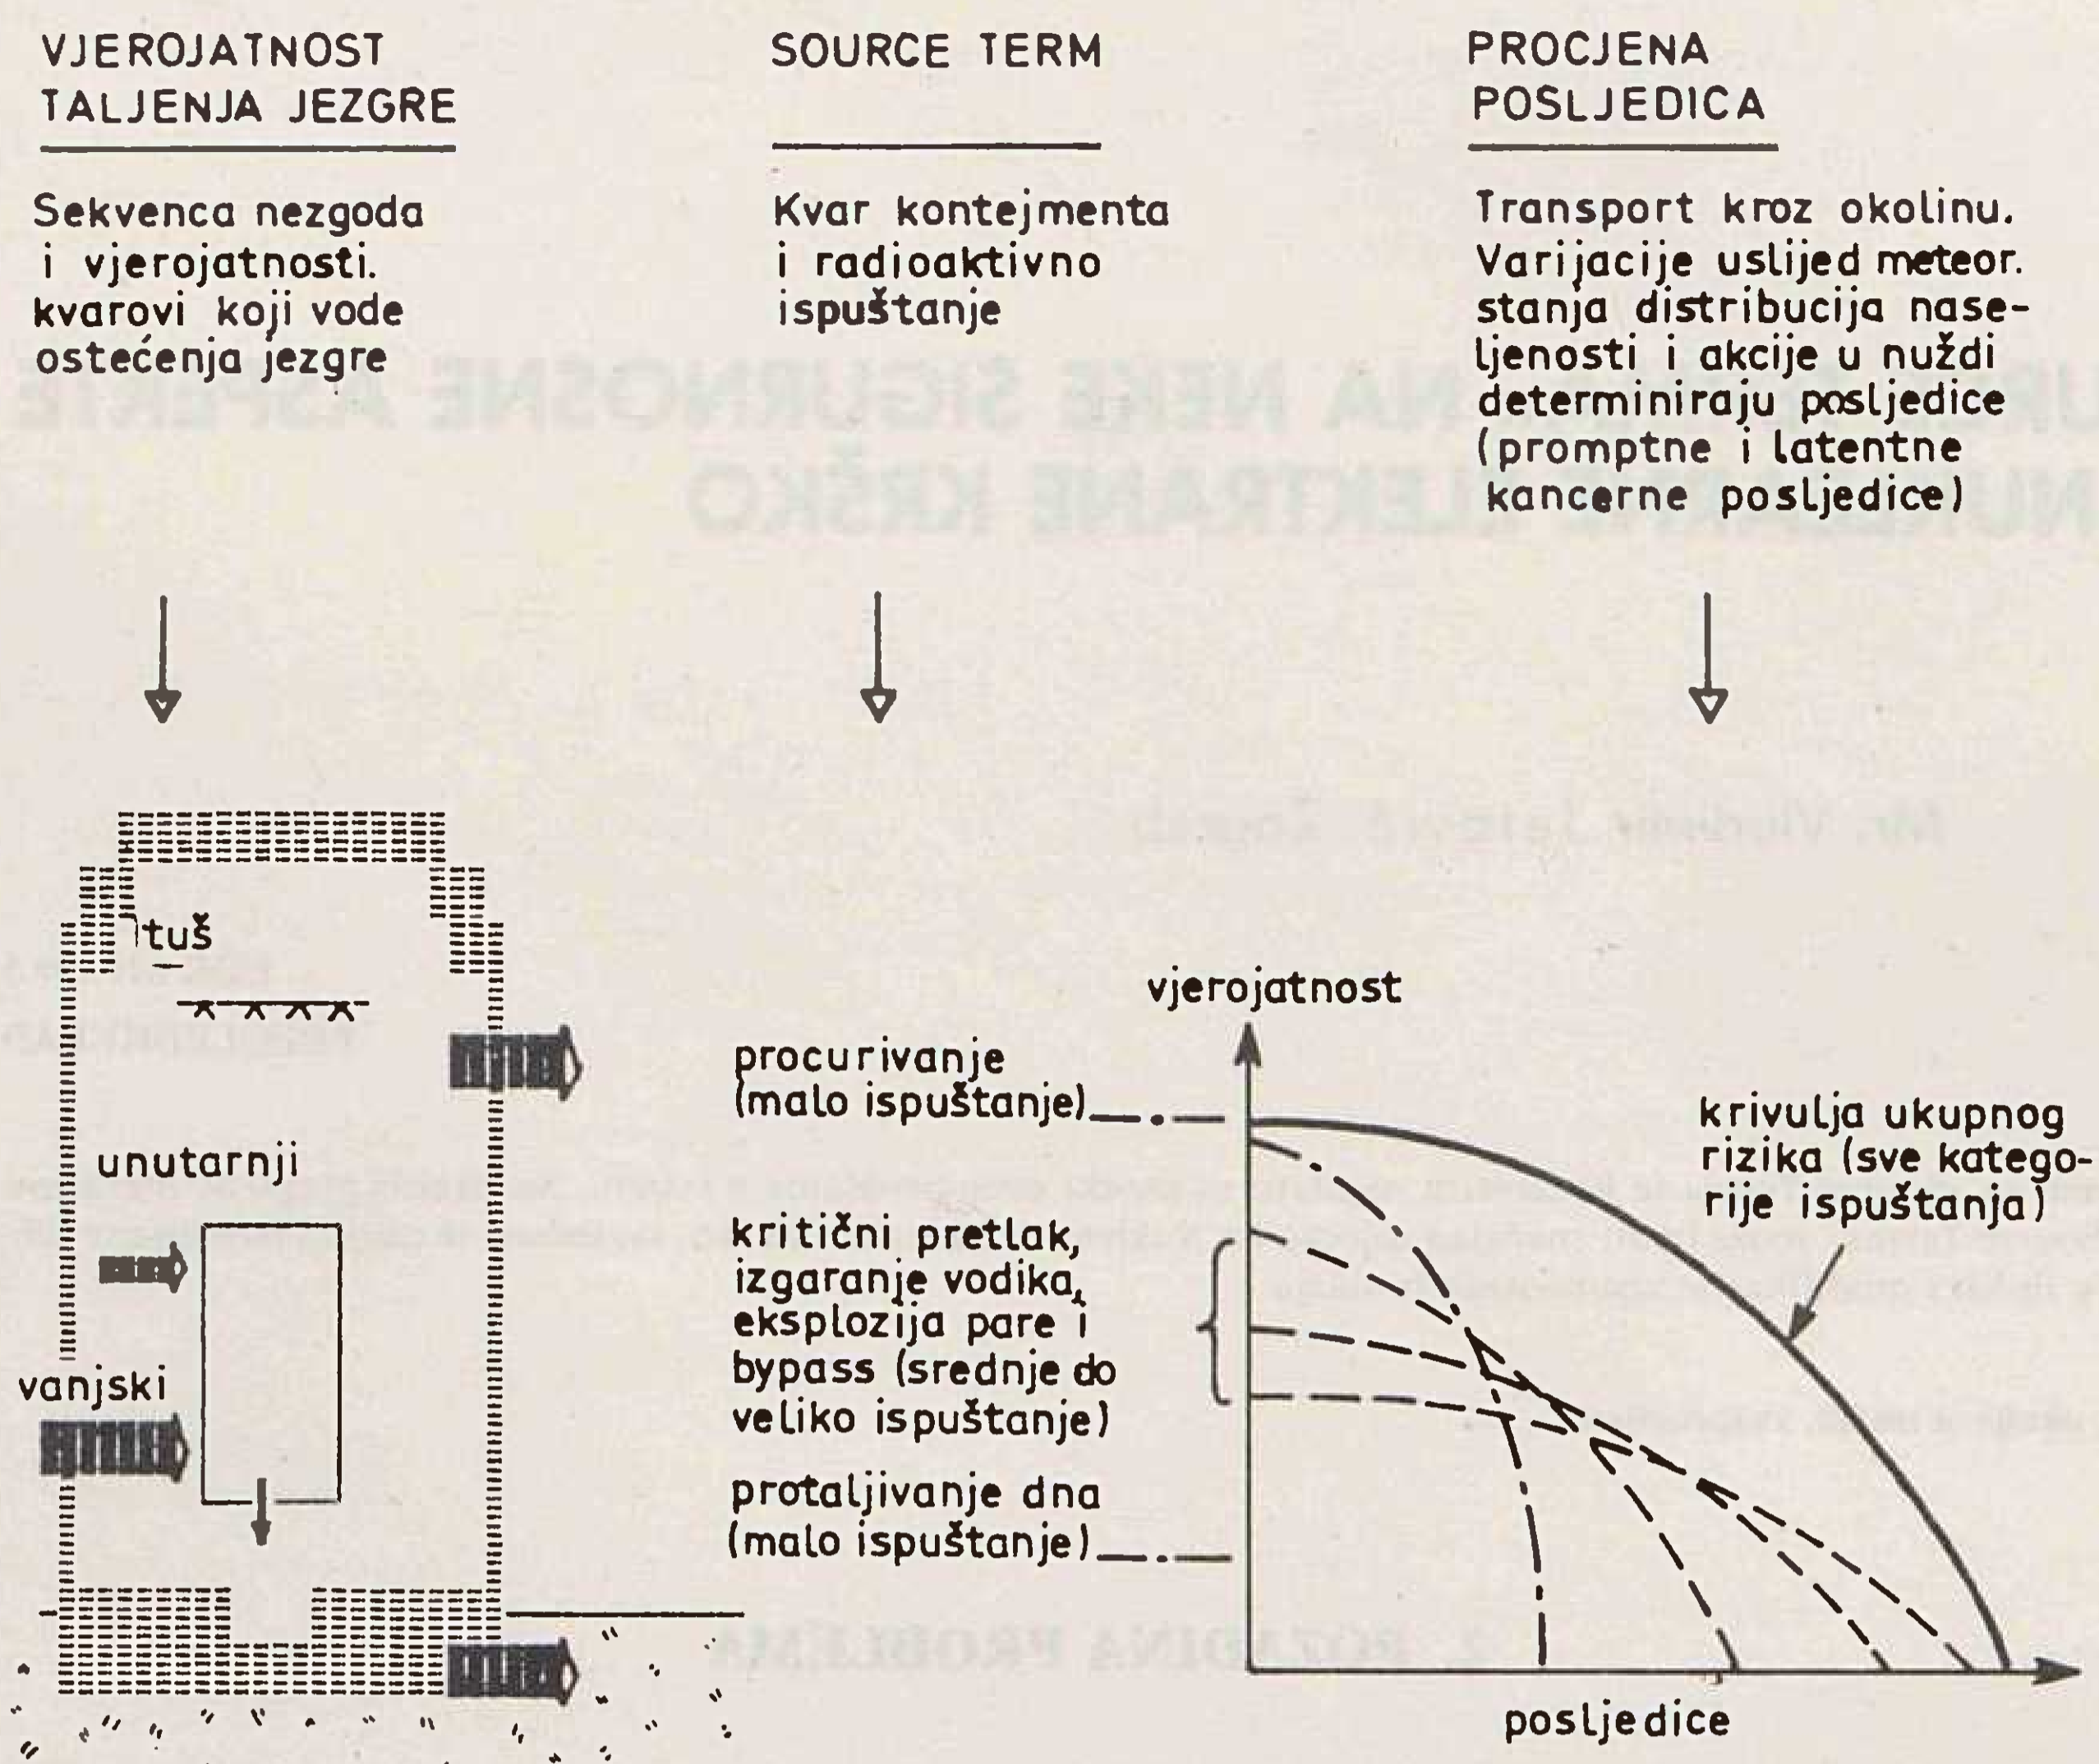 VJEROJATNOST
TALJENJA JEZGRE
Sekvenca nezgoda
i vjerojatnosti.
kvarovi koji vode
ostećenja jezgre
SOURCE TERM
Kvar kontejmenta
i radioaktivno
ispuštanje
PROCJENA
POSLJEDICA
Transport kroz okolinu.
Varijacije uslijed meteor.
stanja distribucija nase-
ljenosti i akcije u nuždi
determiniraju posljedice
(promptne i latentne
kancerne posljedice)
tuš
unutarnji
vanjski
procurivanje
(malo ispuštanje)
kritični pretlak,
izgaranje vodika,
eksplozija pare i
bypass (srednje do
veliko ispuštanje)
protaljivanje dna
(malo ispuštanje)
vjerojatnost
krivulja ukupnog
rizika (sve katego-
rije ispuštanja)
posljedice